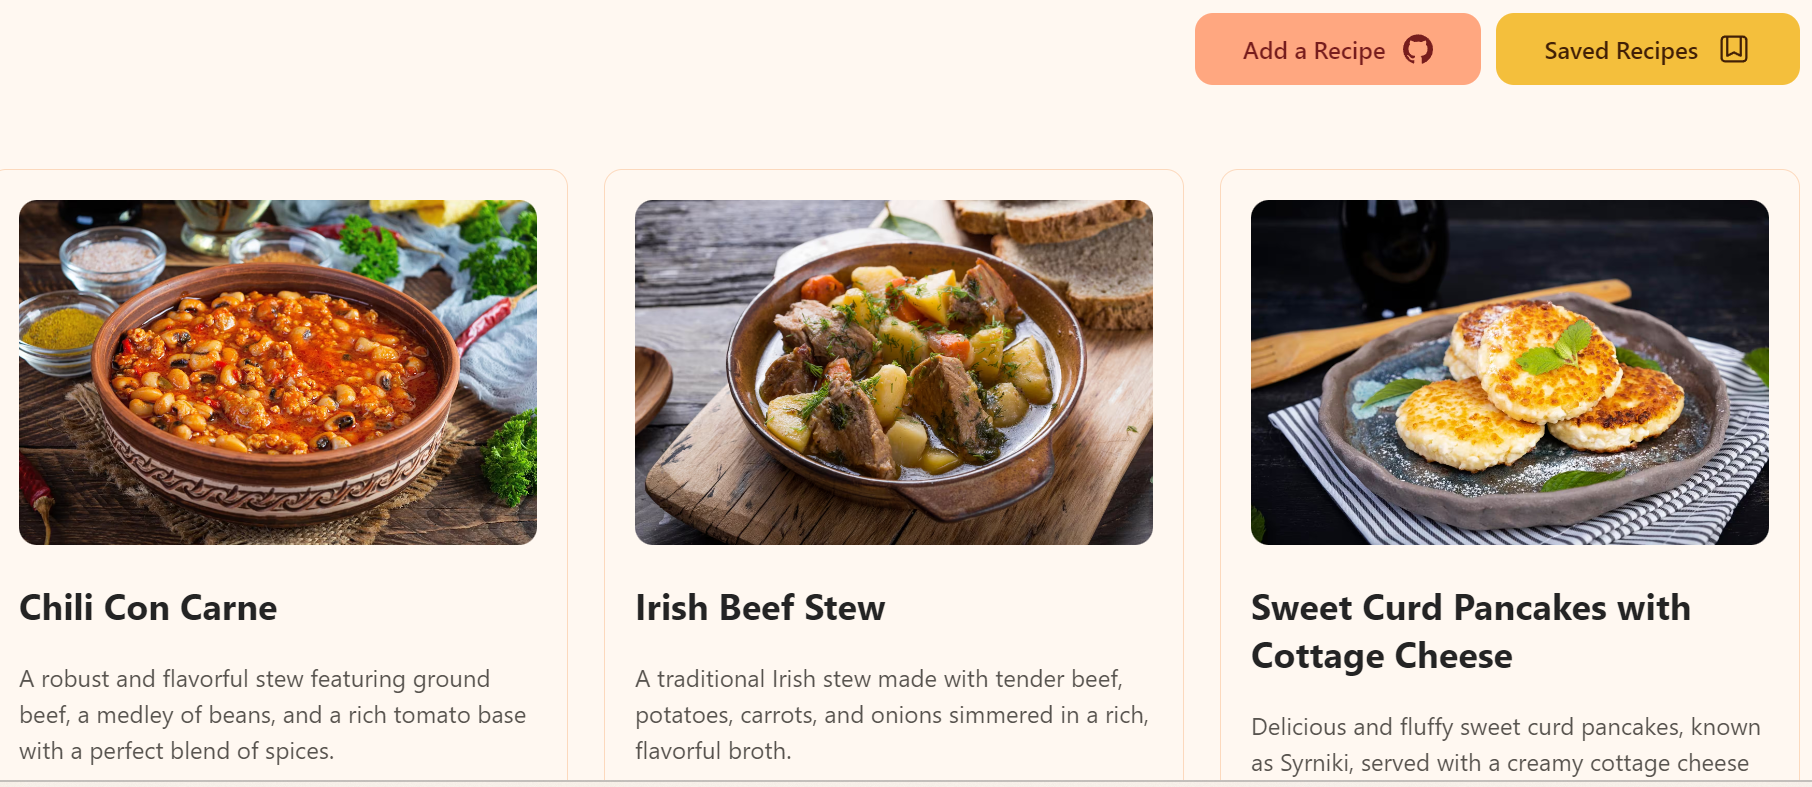 Add a Recipe
Saved Recipes
Chili Con Carne
A robust and flavorful stew featuring ground
beef, a medley of beans, and a rich tomato base
with a perfect blend of spices.
Irish Beef Stew
A traditional Irish stew made with tender beef,
potatoes, carrots, and onions simmered in a rich,
flavorful broth.
Sweet Curd Pancakes with
Cottage Cheese
Delicious and fluffy sweet curd pancakes, known
as Syrniki, served with a creamy cottage cheese